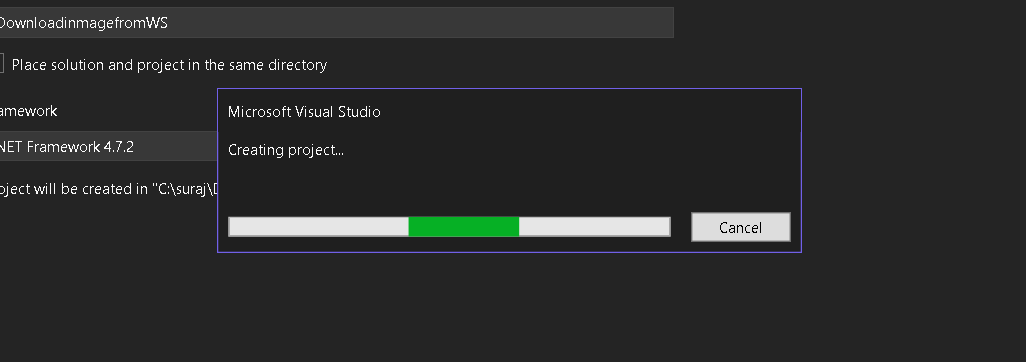 DownloadinmagefromWS
Place solution and project in the same directory
amework
Microsoft Visual Studio
Creating project...
NET Framework 4.7.2
oject will be created in "C:\suraj\D
Cancel